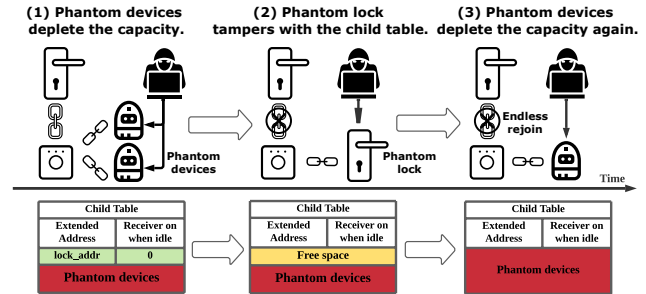 (1) Phantom devices
deplete the capacity.
(2) Phantom lock
tampers with the child table.
(3) Phantom devices
deplete the capacity again.
Phantom
devices
Phantom
lock
Endless
rejoin
Time
Child Table
Extended
Address
Receiver on
when idle
lock_addr
0
Phantom devices
Child Table
Extended
Address
Receiver on
when idle
Free space
Phantom devices
Child Table
Extended
Address
Receiver on
when idle
Phantom devices